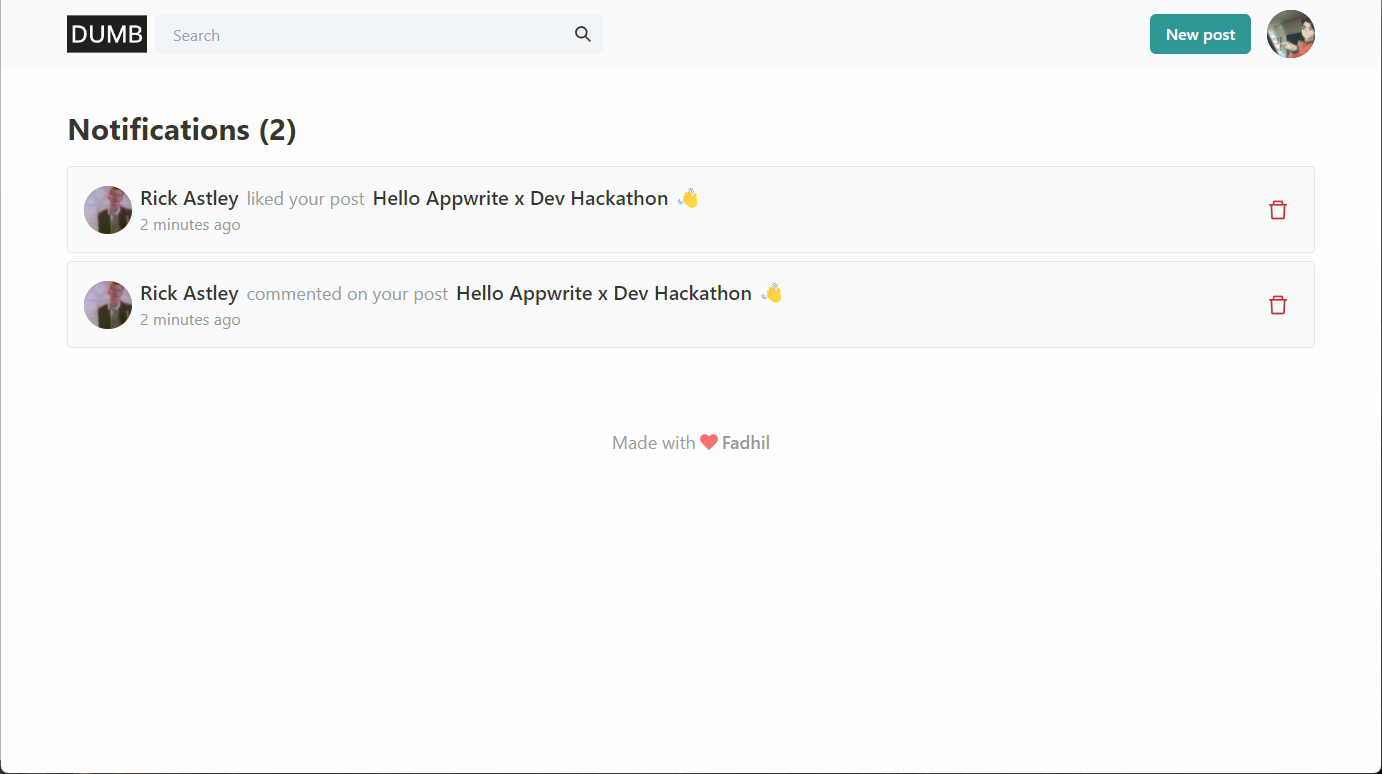 DUMB Search New post
Notifications (2)
Rick Astley liked your post Hello Appwrite x Dev Hackathon 👋
2 minutes ago
Rick Astley commented on your post Hello Appwrite x Dev Hackathon 👋
2 minutes ago
Made with ❤ Fadhil